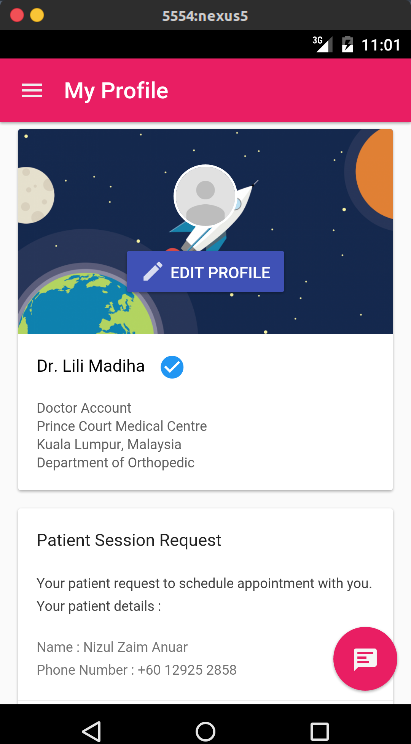 5554:nexus5
3G 11:01
My Profile
EDIT PROFILE
Dr. Lili Madiha
Doctor Account
Prince Court Medical Centre
Kuala Lumpur, Malaysia
Department of Orthopedic
Patient Session Request
Your patient request to schedule appointment with you.
Your patient details :
Name : Nizul Zaim Anuar
Phone Number : +60 12925 2858